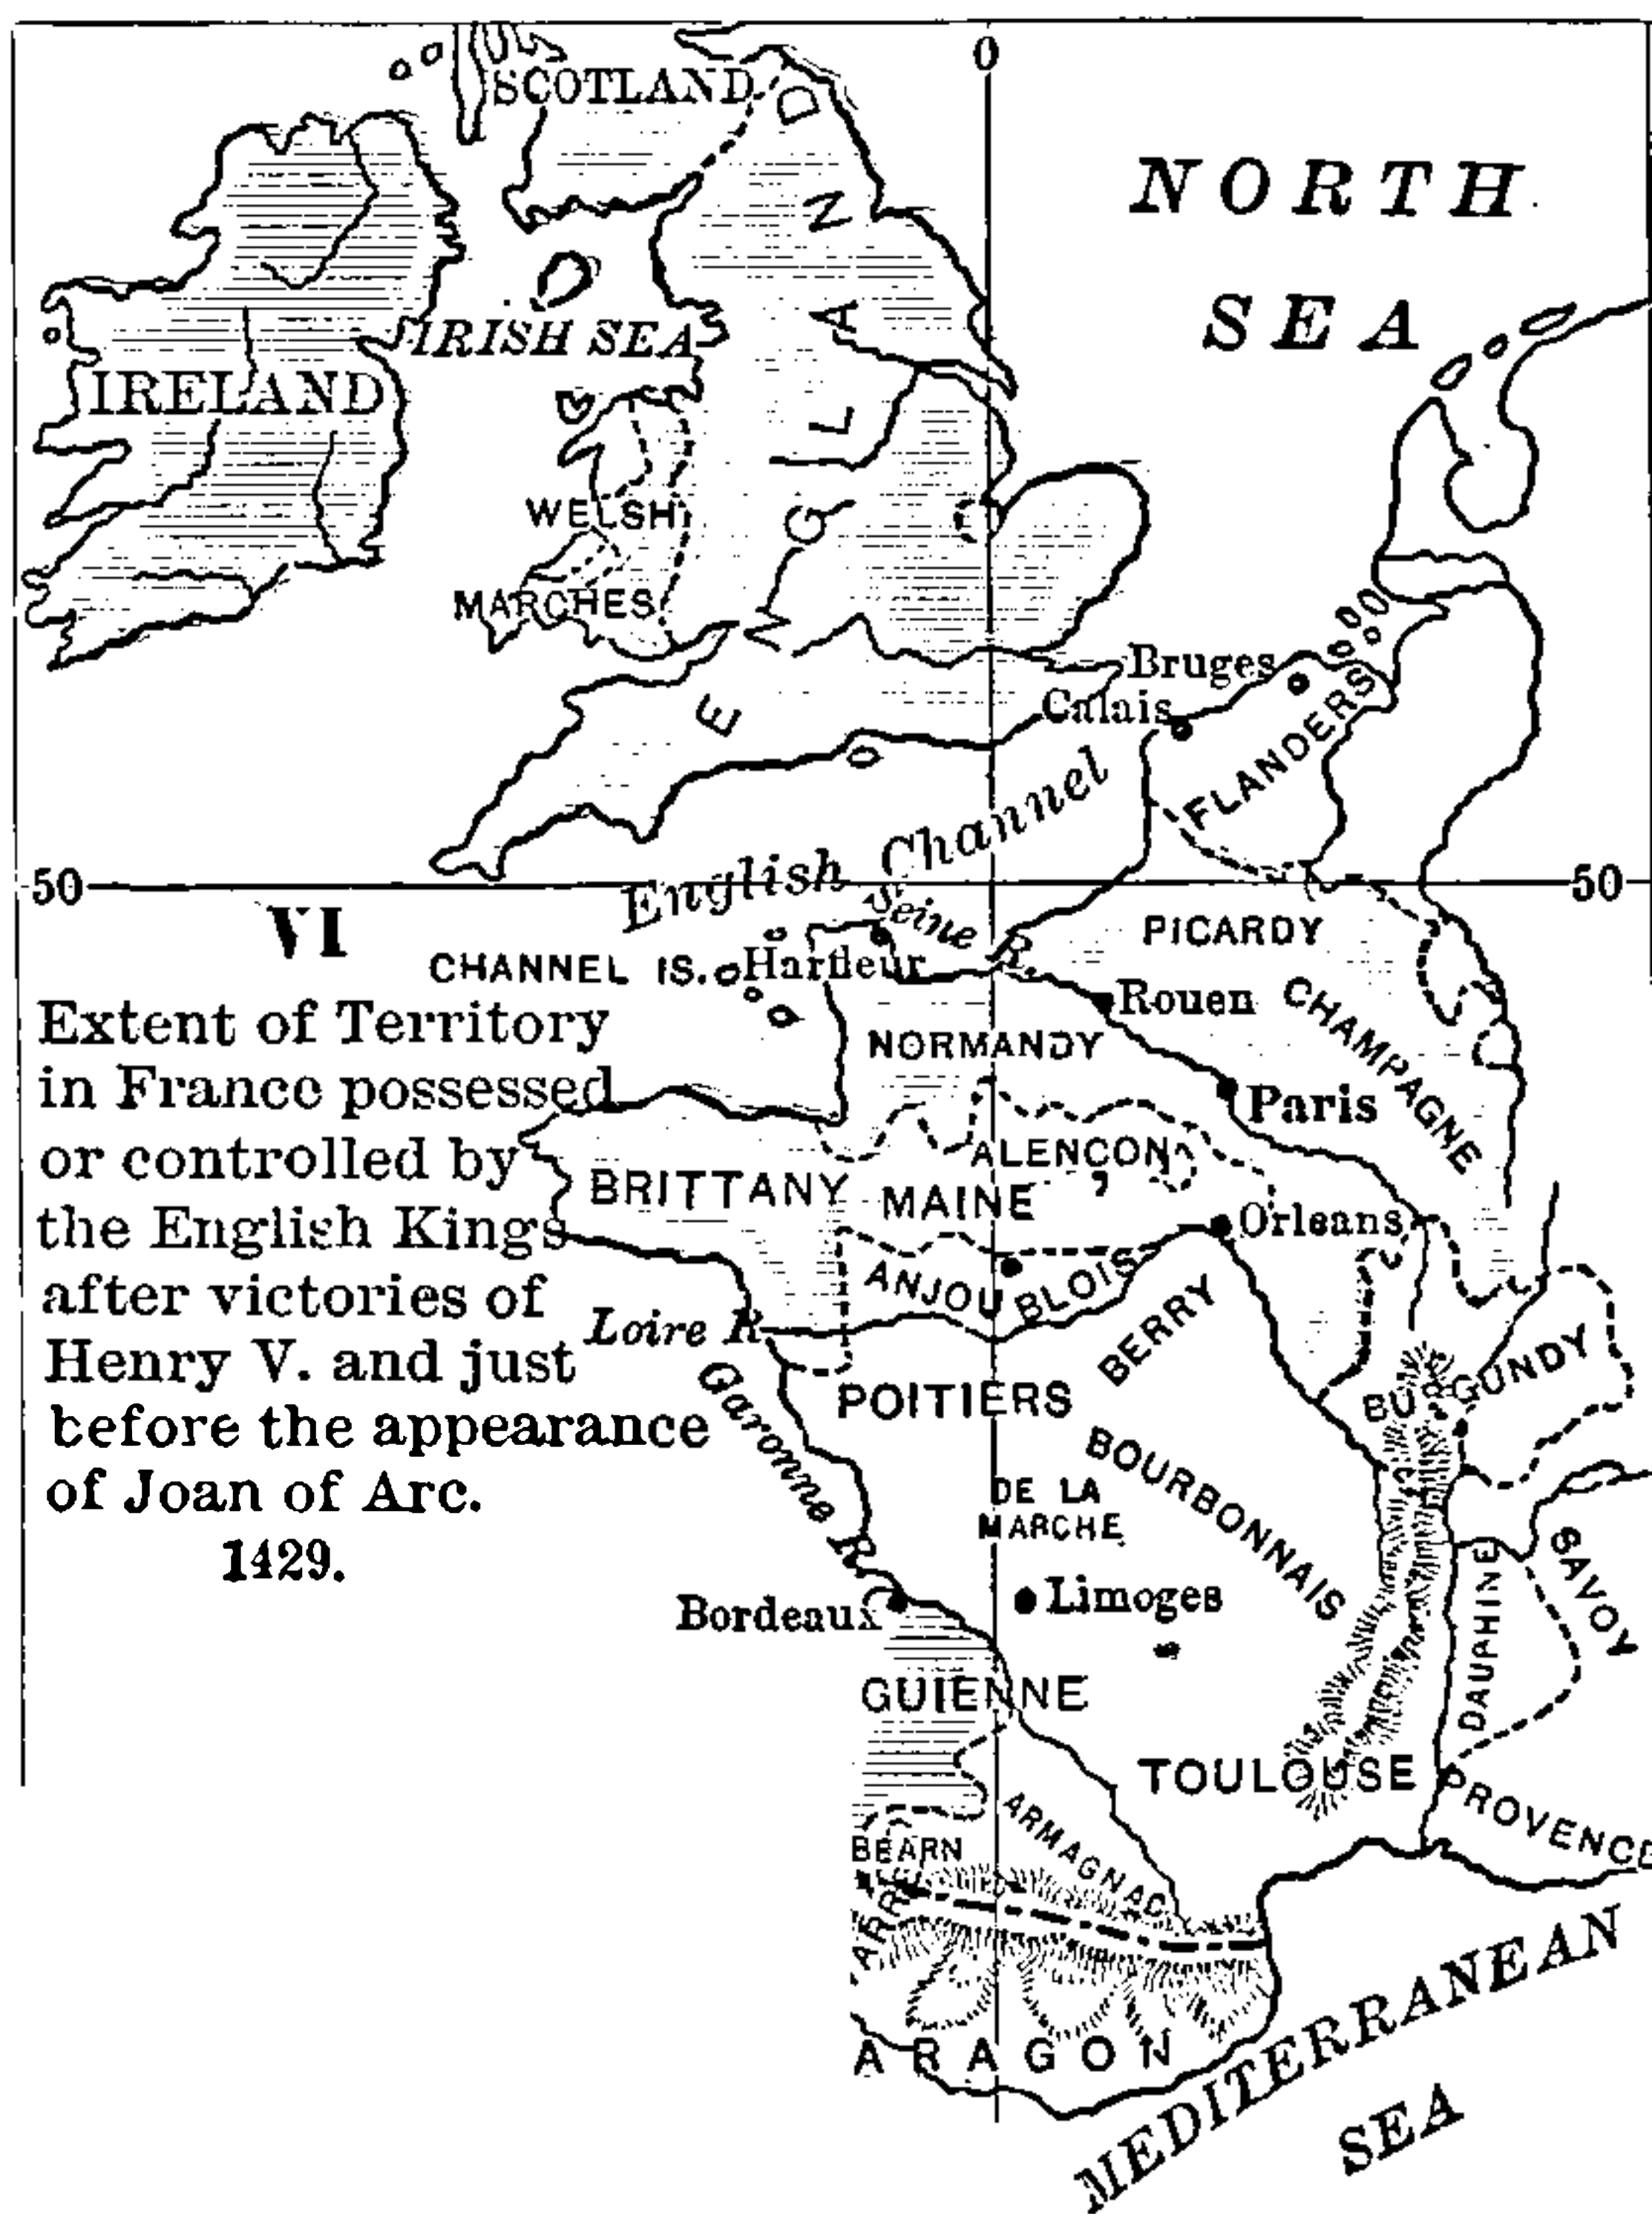 0
SCOTLAND
NORTH
SEA
IRISH SEA
IRELAND
ENGLAND
WELSH
MARCHES
Bruges
Calais
FLANDERS
English Channel
50
50
Seine R.
PICARDY
VI
CHANNEL IS.
Harfleur
Rouen
CHAMPAGNE
Extent of Territory
in France possessed
or controlled by
the English Kings
after victories of
Henry V. and just
before the appearance
of Joan of Arc.
1429.
NORMANDY
Paris
ALENÇON
BRITTANY
MAINE
Orleans
ANJOU
BLOIS
BERRY
Loire R.
BURGUNDY
Garonne R.
POITIERS
BOURBONNAIS
DE LA
MARCHE
SAVOY
DAUPHINE
Bordeaux
Limoges
GUIENNE
TOULOUSE
PROVENCE
ARMAGNAC
BEARN
ARRE
ARAGON
MEDITERRANEAN
SEA